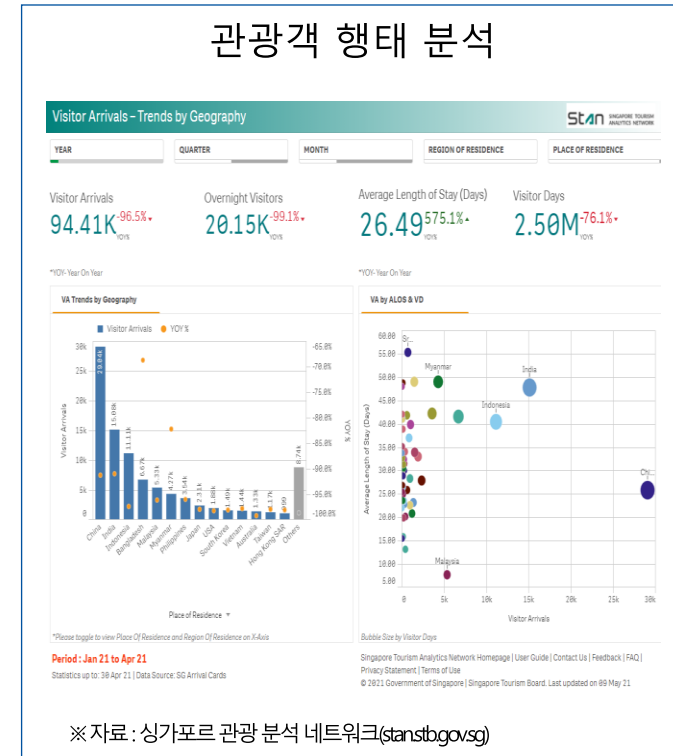 관광객 행태 분석
Visitor Arrivals – Trends by Geography
Stan SINGAPORE TOURISM ANALYTICS NETWORK
YEAR QUARTER MONTH REGION OF RESIDENCE PLACE OF RESIDENCE
Visitor Arrivals Overnight Visitors Average Length of Stay (Days) Visitor Days
94.41K -96.5% 20.15K -99.1% 26.49 575.1% 2.50M -76.1%
YOY% YOY% YOY% YOY%
*YOY- Year On Year *YOY- Year On Year
VA Trends by Geography
Visitor Arrivals YOY %
30k
25k
20k
15k
10k
5k
0
Visitor Arrivals
29.04k
15.08k
11.11k
6.67k
5.33k
4.27k
3.54k
2.31k
1.88k
1.49k
1.44k
1.33k
1.17k
8.74k
-65.0%
-70.0%
-75.0%
-80.0%
-85.0%
-90.0%
-95.0%
-100.0%
YOY %
China
India
Indonesia
Bangladesh
Malaysia
Myanmar
Philippines
Japan
USA
South Korea
Vietnam
Australia
Taiwan
Hong Kong SAR
Others
Place of Residence
*Please toggle to view Place Of Residence and Region Of Residence on X-Axis
VA by ALOS & VD
60.00
55.00
50.00
45.00
40.00
35.00
30.00
25.00
20.00
15.00
10.00
5.00
Average Length of Stay (Days)
Sr...
Myanmar
India
Indonesia
Chi...
Malaysia
0 5k 10k 15k 20k 25k 30k
Visitor Arrivals
Bubble Size by Visitor Days
Period : Jan 21 to Apr 21
Statistics up to: 30 Apr 21 | Data Source: SG Arrival Cards
Singapore Tourism Analytics Network Homepage | User Guide | Contact Us | Feedback | FAQ |
Privacy Statement | Terms of Use
© 2021 Government of Singapore | Singapore Tourism Board. Last updated on 09 May 21
※ 자료 : 싱가포르 관광 분석 네트워크(stan.stb.gov.sg)